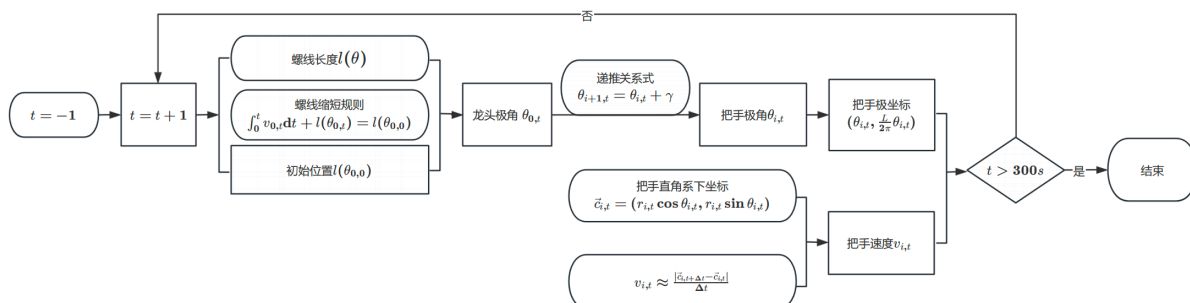 否
t = −1
t = t + 1
螺线长度l(θ)
螺线缩短规则
∫₀ᵗ v₀,ₜdt + l(θ₀,ₜ) = l(θ₀,₀)
初始位置l(θ₀,₀)
龙头极角 θ₀,ₜ
递推关系式
θᵢ₊₁,ₜ = θᵢ,ₜ + γ
把手极角θᵢ,ₜ
把手极坐标
(θᵢ,ₜ, L/2π θᵢ,ₜ)
把手直角系下坐标
c⃗ᵢ,ₜ = (rᵢ,ₜ cos θᵢ,ₜ, rᵢ,ₜ sin θᵢ,ₜ)
vᵢ,ₜ ≈ |c⃗ᵢ,ₜ₊Δₜ − c⃗ᵢ,ₜ| / Δt
把手速度vᵢ,ₜ
t > 300s
是
结束